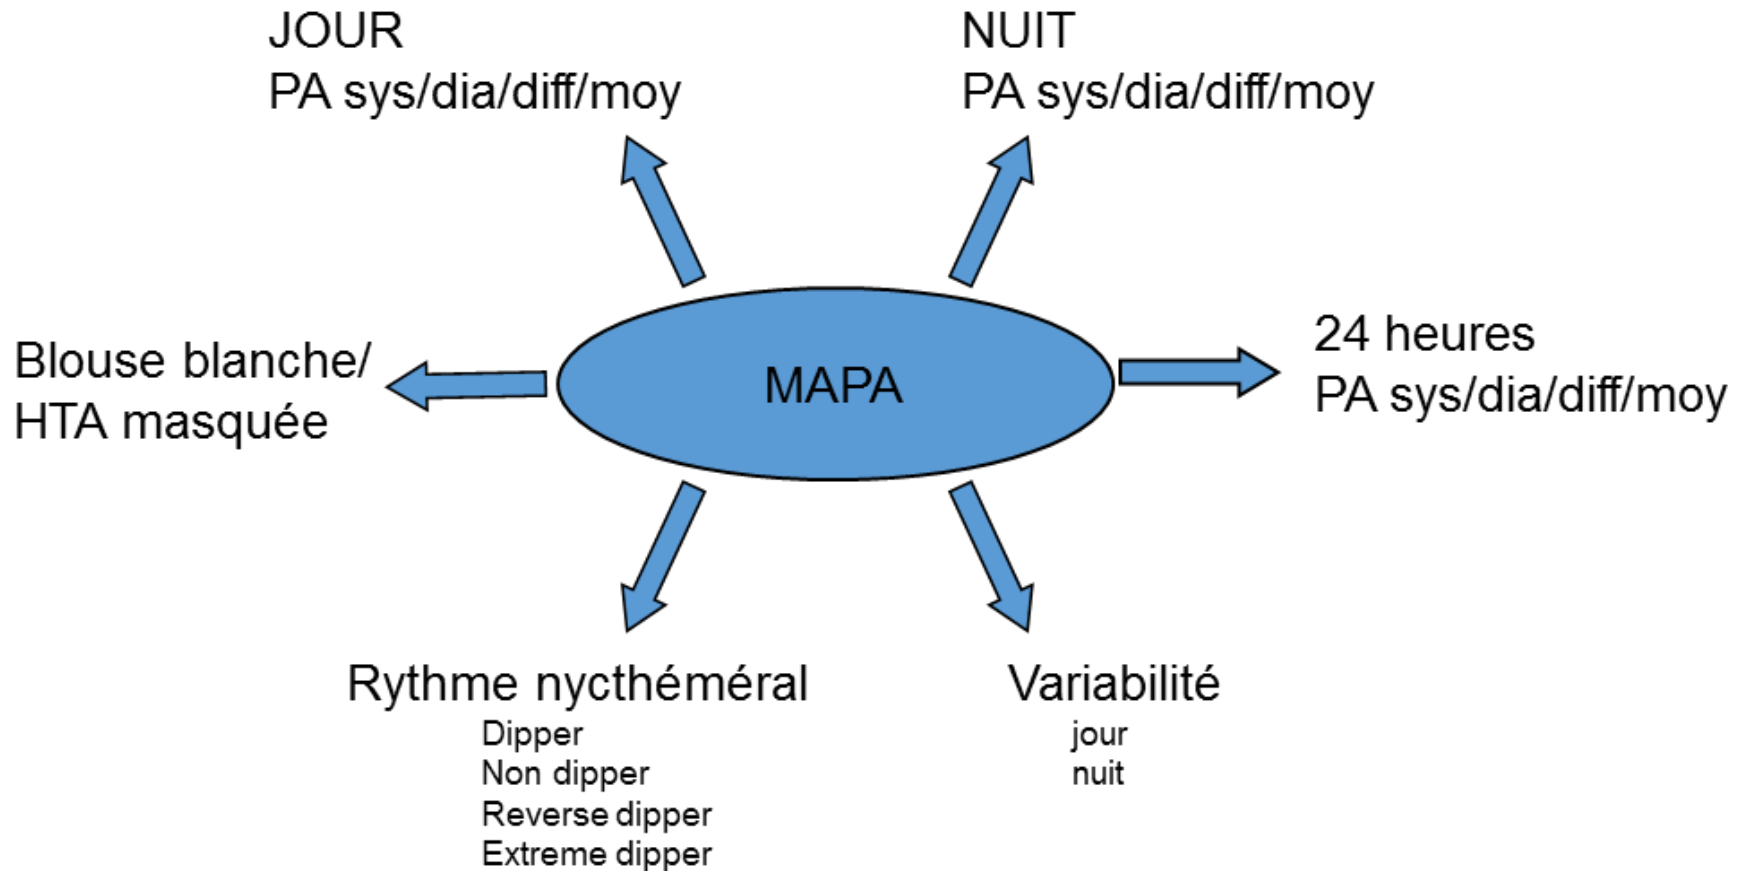 JOUR
PA sys/dia/diff/moy
NUIT
PA sys/dia/diff/moy
Blouse blanche/
HTA masquée
MAPA
24 heures
PA sys/dia/diff/moy
Rythme nycthéméral
Dipper
Non dipper
Reverse dipper
Extreme dipper
Variabilité
jour
nuit